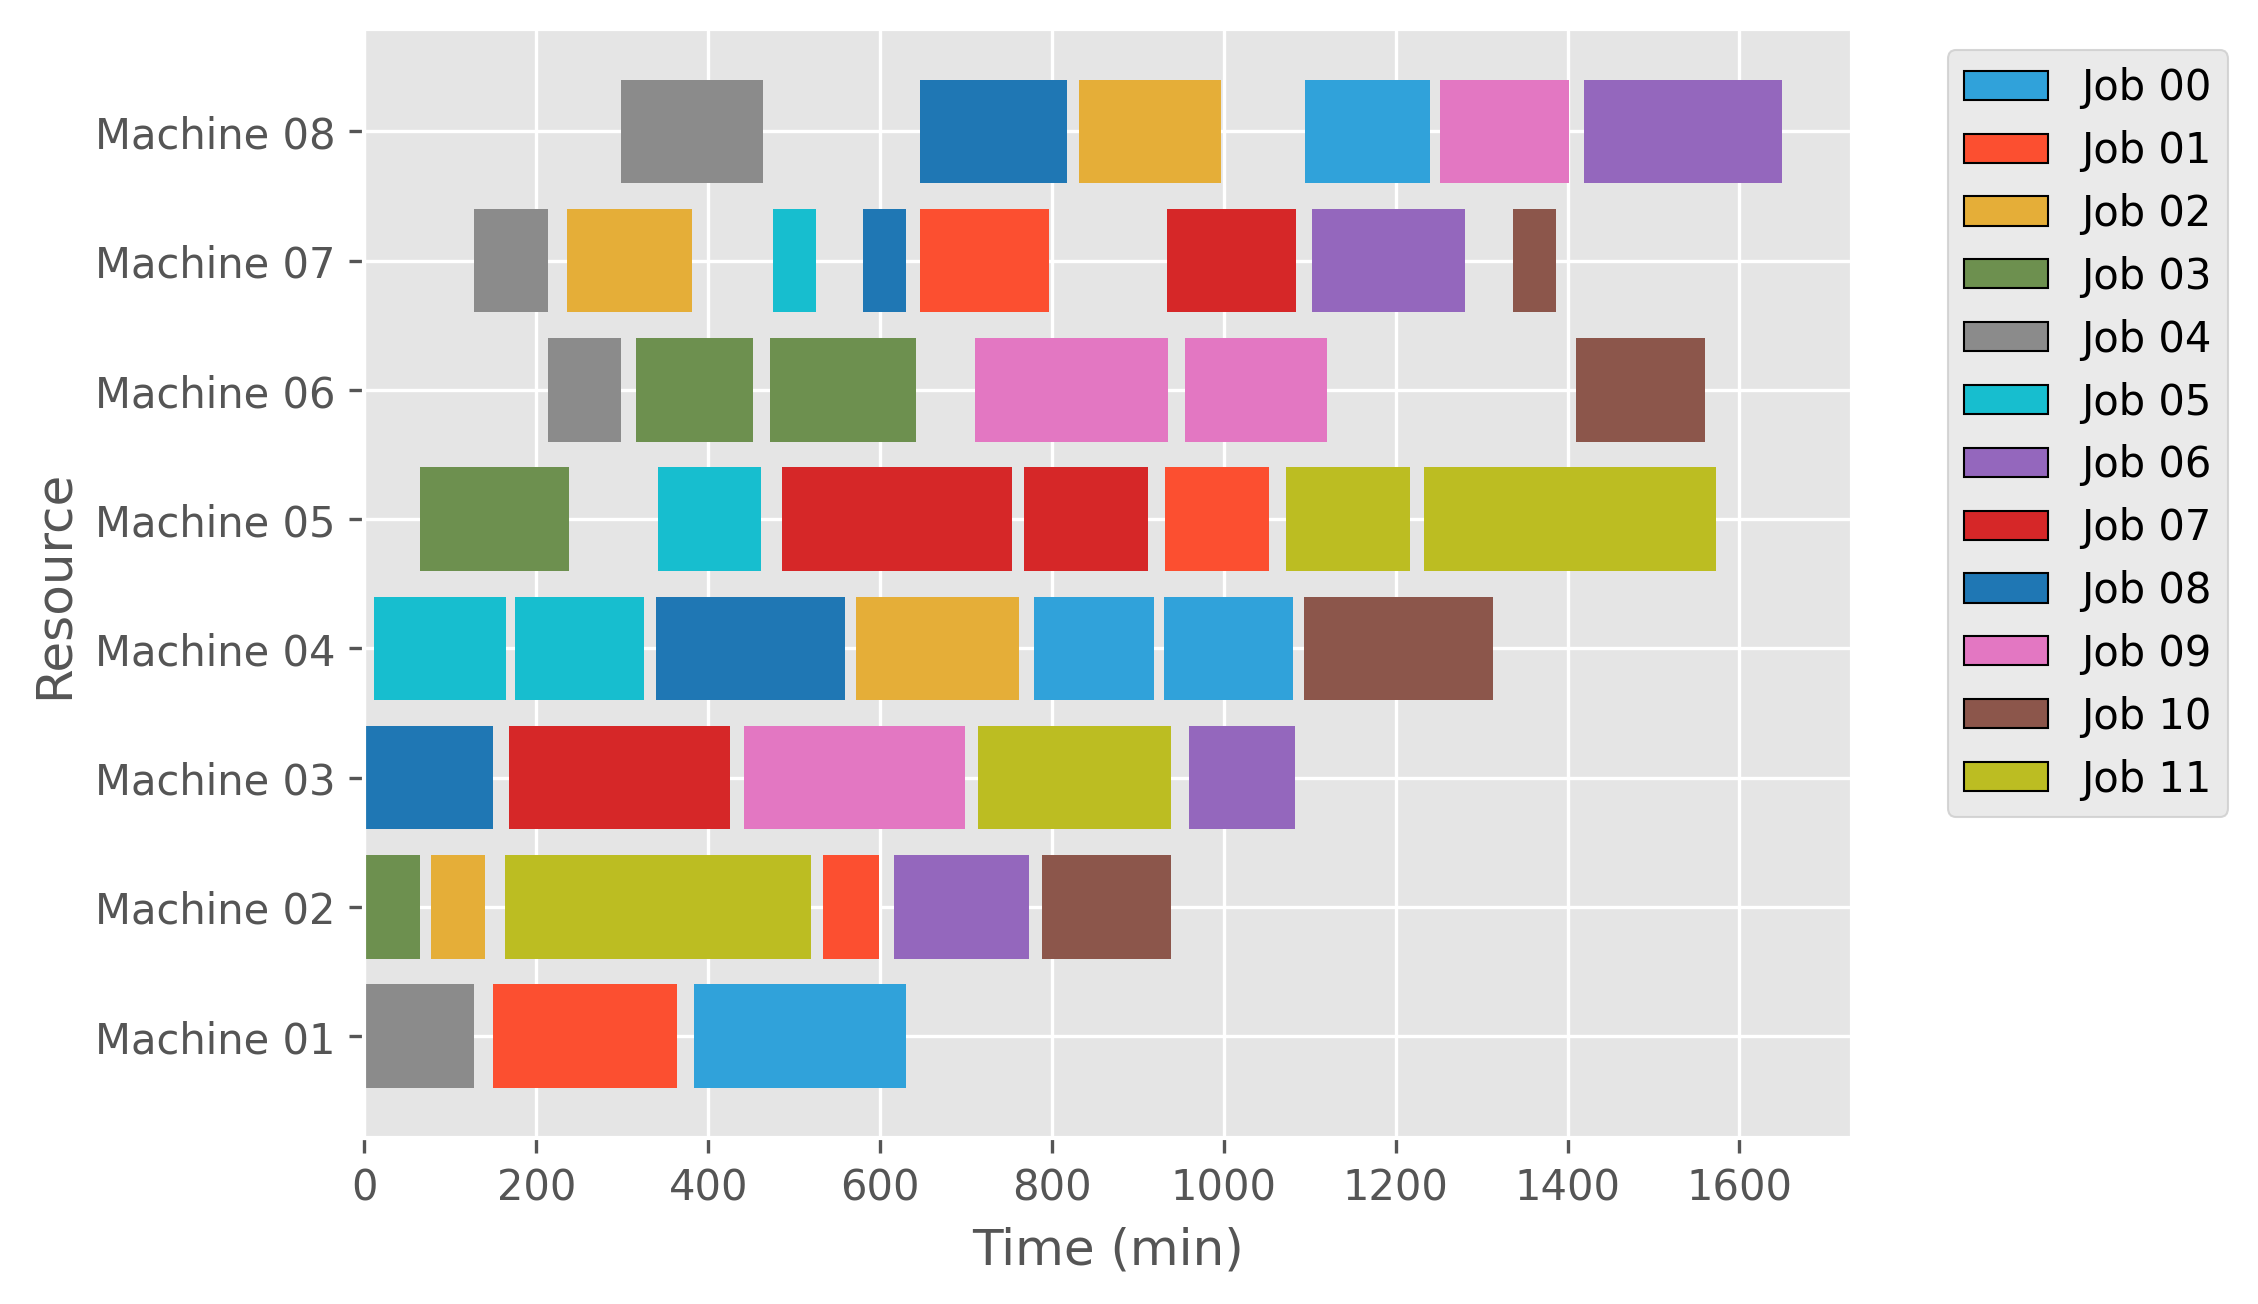 Resource
Machine 08
Machine 07
Machine 06
Machine 05
Machine 04
Machine 03
Machine 02
Machine 01
0 200 400 600 800 1000 1200 1400 1600
Time (min)
Job 00
Job 01
Job 02
Job 03
Job 04
Job 05
Job 06
Job 07
Job 08
Job 09
Job 10
Job 11